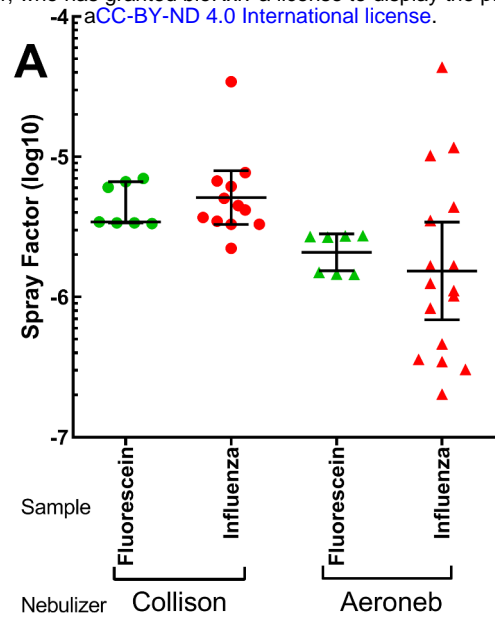 a CC-BY-ND 4.0 International license.
A
-4
-5
-6
-7
Spray Factor (log10)
Fluorescein
Influenza
Fluorescein
Influenza
Sample
Nebulizer Collison Aeroneb